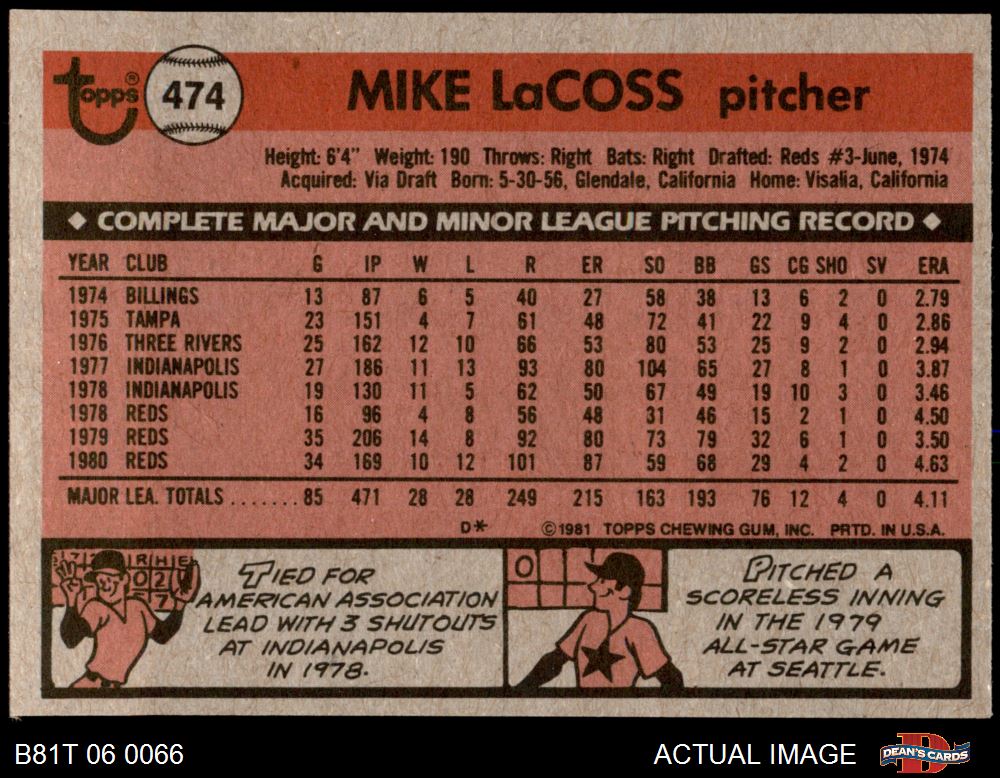 topps® 474 MIKE LaCOSS pitcher
Height: 6'4" Weight: 190 Throws: Right Bats: Right Drafted: Reds #3-June, 1974
Acquired: Via Draft Born: 5-30-56, Glendale, California Home: Visalia, California
◆ COMPLETE MAJOR AND MINOR LEAGUE PITCHING RECORD ◆
YEAR CLUB G IP W L R ER SO BB GS CG SHO SV ERA
1974 BILLINGS 13 87 6 5 40 27 58 38 13 6 2 0 2.79
1975 TAMPA 23 151 4 7 61 48 72 41 22 9 4 0 2.86
1976 THREE RIVERS 25 162 12 10 66 53 80 53 25 9 2 0 2.94
1977 INDIANAPOLIS 27 186 11 13 93 80 104 65 27 8 1 0 3.87
1978 INDIANAPOLIS 19 130 11 5 62 50 67 49 19 10 3 0 3.46
1978 REDS 16 96 4 8 56 48 31 46 15 2 1 0 4.50
1979 REDS 35 206 14 8 92 80 73 79 32 6 1 0 3.50
1980 REDS 34 169 10 12 101 87 59 68 29 4 2 0 4.63
MAJOR LEA. TOTALS ....... 85 471 28 28 249 215 163 193 76 12 4 0 4.11
D* ©1981 TOPPS CHEWING GUM, INC. PRTD. IN U.S.A.
R H E
0 2
7
TIED FOR
AMERICAN ASSOCIATION
LEAD WITH 3 SHUTOUTS
AT INDIANAPOLIS
IN 1978.
0
PITCHED A
SCORELESS INNING
IN THE 1979
ALL-STAR GAME
AT SEATTLE.
B81T 06 0066 ACTUAL IMAGE DEAN'S CARDS